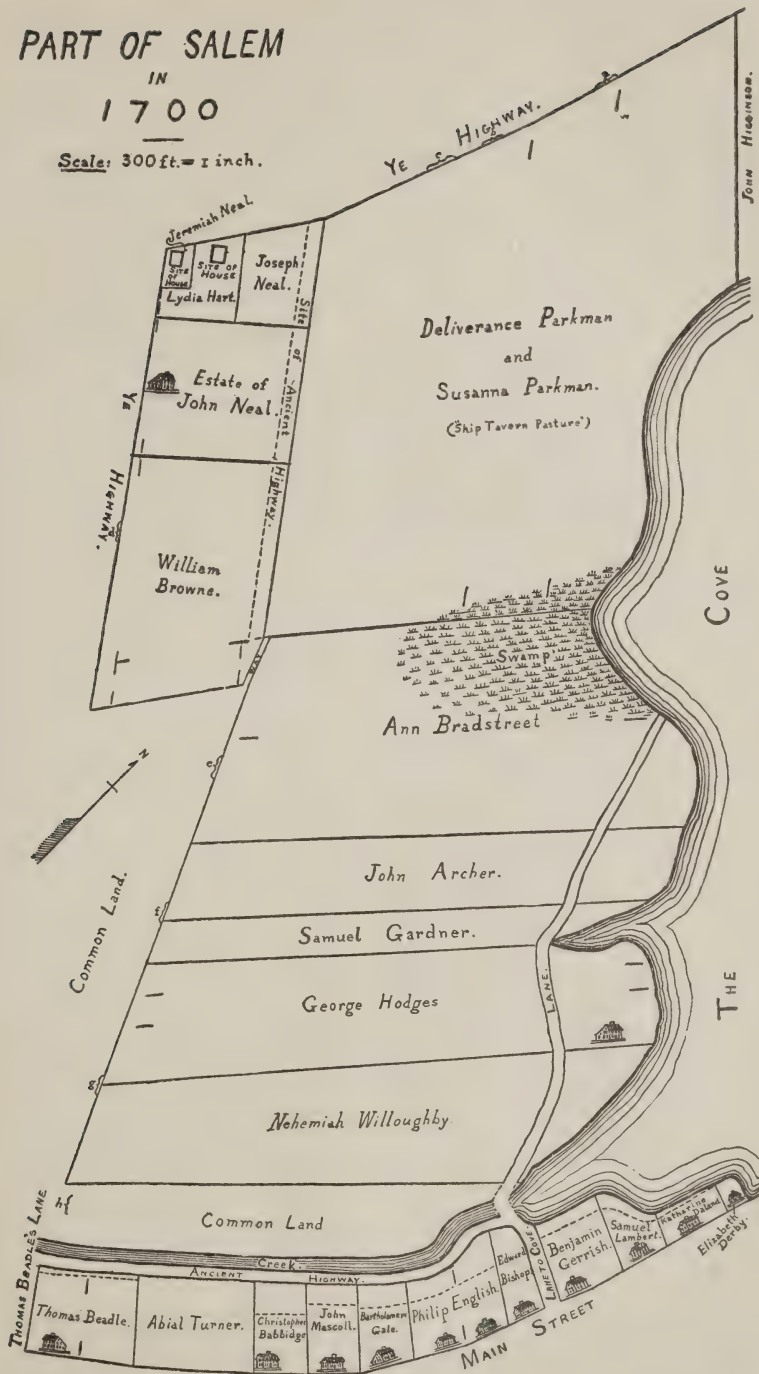 PART OF SALEM
IN
1700
Scale: 300 ft. = 1 inch.
YE HIGHWAY.
JOHN HIGGINSON.
Jeremiah Neal.
SITE OF HOUSE
SITE OF HOUSE
Lydia Hart.
Joseph Neal.
Site of Ancient Highway.
Estate of
John Neal.
YE HIGHWAY.
William
Browne.
Deliverance Parkman
and
Susanna Parkman.
("Ship Tavern Pasture")
THE COVE
Swamp
Ann Bradstreet
N
Common Land.
e
f
g
h
John Archer.
Samuel Gardner.
LANE.
George Hodges
Nehemiah Willoughby.
Common Land
Creek.
ANCIENT HIGHWAY.
THOMAS BEADLE'S LANE
Thomas Beadle.
Abial Turner.
Christopher
Babbidge
John
Mascoll.
Bartholomew
Gale.
Philip English.
Edward
Bishop.
LANE TO COVE.
Benjamin
Gerrish.
Samuel
Lambert.
Katharine
Daland
Elizabeth
Derby.
MAIN STREET